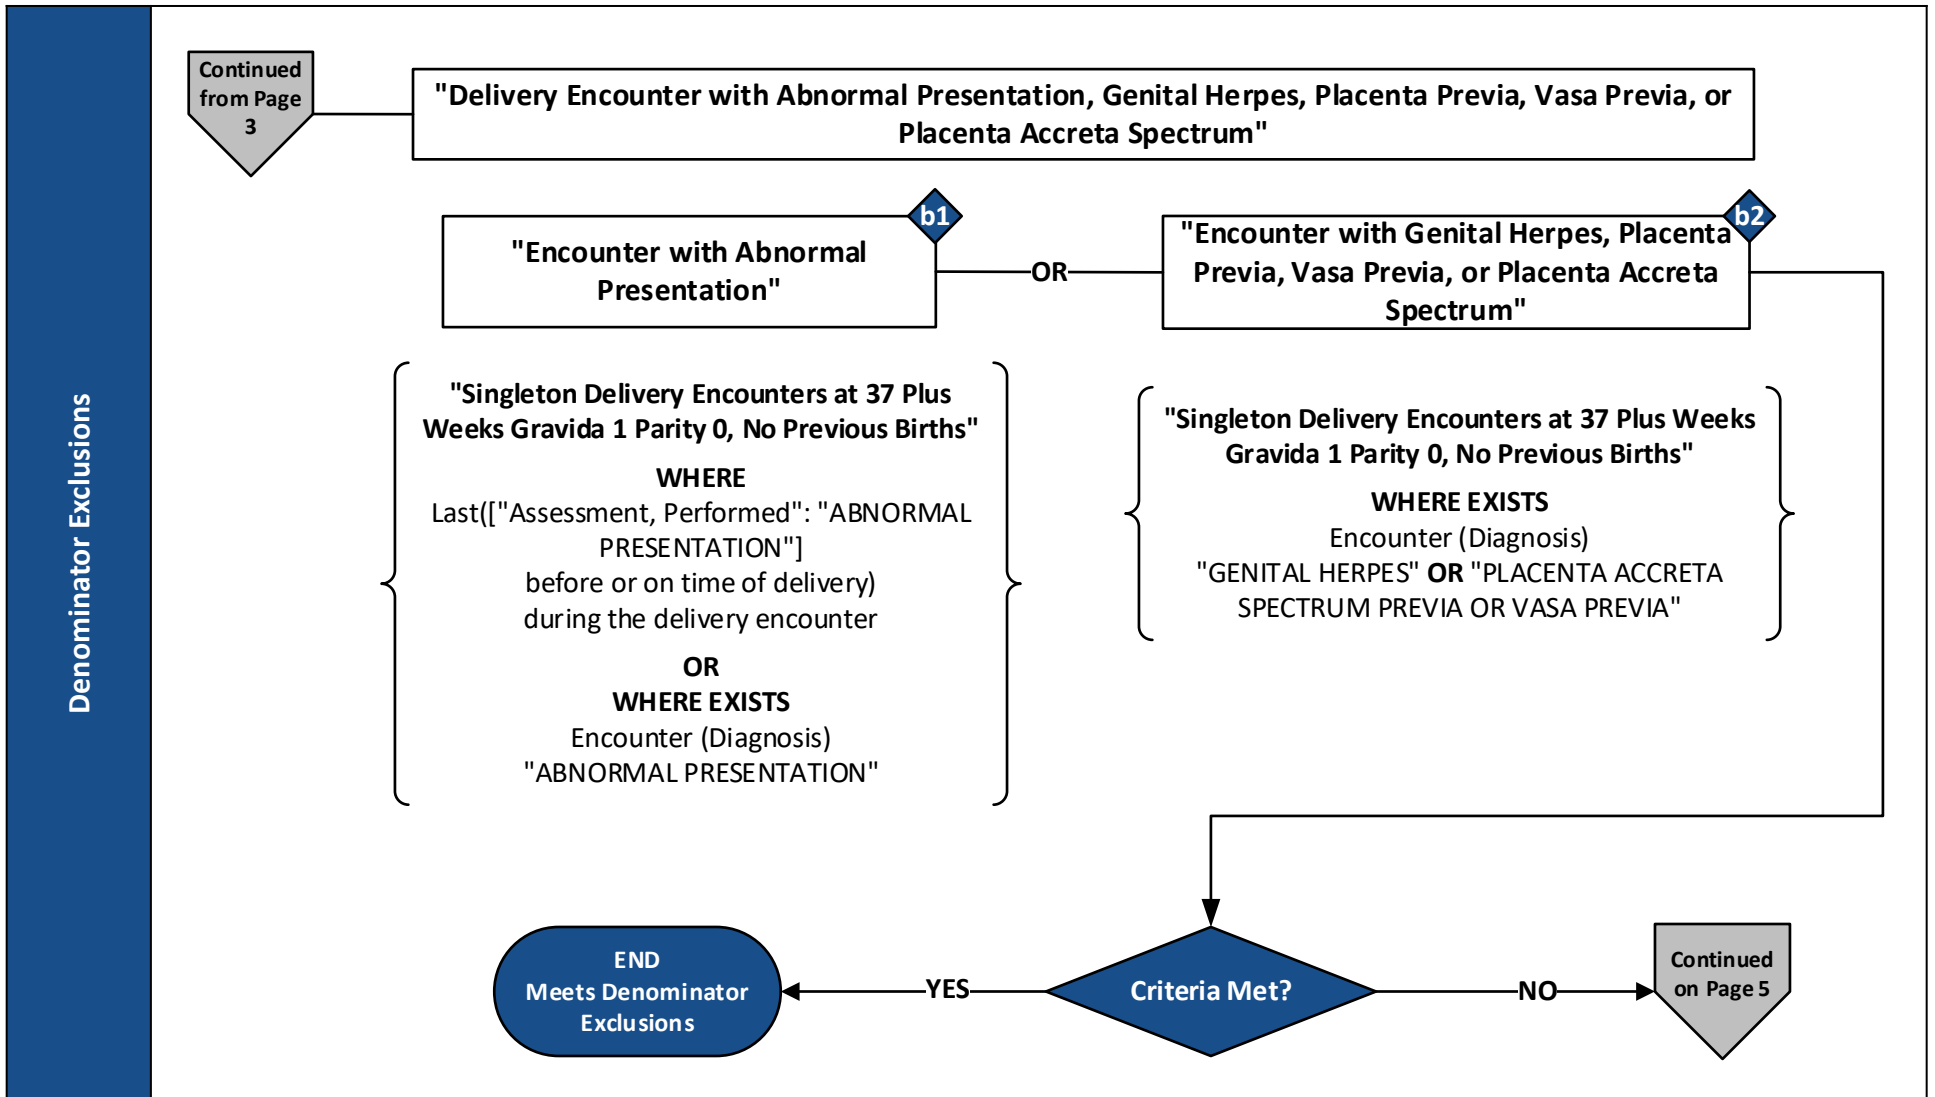 Denominator Exclusions
Continued
from Page
3
"Delivery Encounter with Abnormal Presentation, Genital Herpes, Placenta Previa, Vasa Previa, or
Placenta Accreta Spectrum"
b1
"Encounter with Abnormal
Presentation"
OR
b2
"Encounter with Genital Herpes, Placenta
Previa, Vasa Previa, or Placenta Accreta
Spectrum"
"Singleton Delivery Encounters at 37 Plus
Weeks Gravida 1 Parity 0, No Previous Births"
WHERE
Last(["Assessment, Performed": "ABNORMAL
PRESENTATION"]
before or on time of delivery)
during the delivery encounter
OR
WHERE EXISTS
Encounter (Diagnosis)
"ABNORMAL PRESENTATION"
"Singleton Delivery Encounters at 37 Plus Weeks
Gravida 1 Parity 0, No Previous Births"
WHERE EXISTS
Encounter (Diagnosis)
"GENITAL HERPES" OR "PLACENTA ACCRETA
SPECTRUM PREVIA OR VASA PREVIA"
END
Meets Denominator
Exclusions
YES
Criteria Met?
NO
Continued
on Page 5